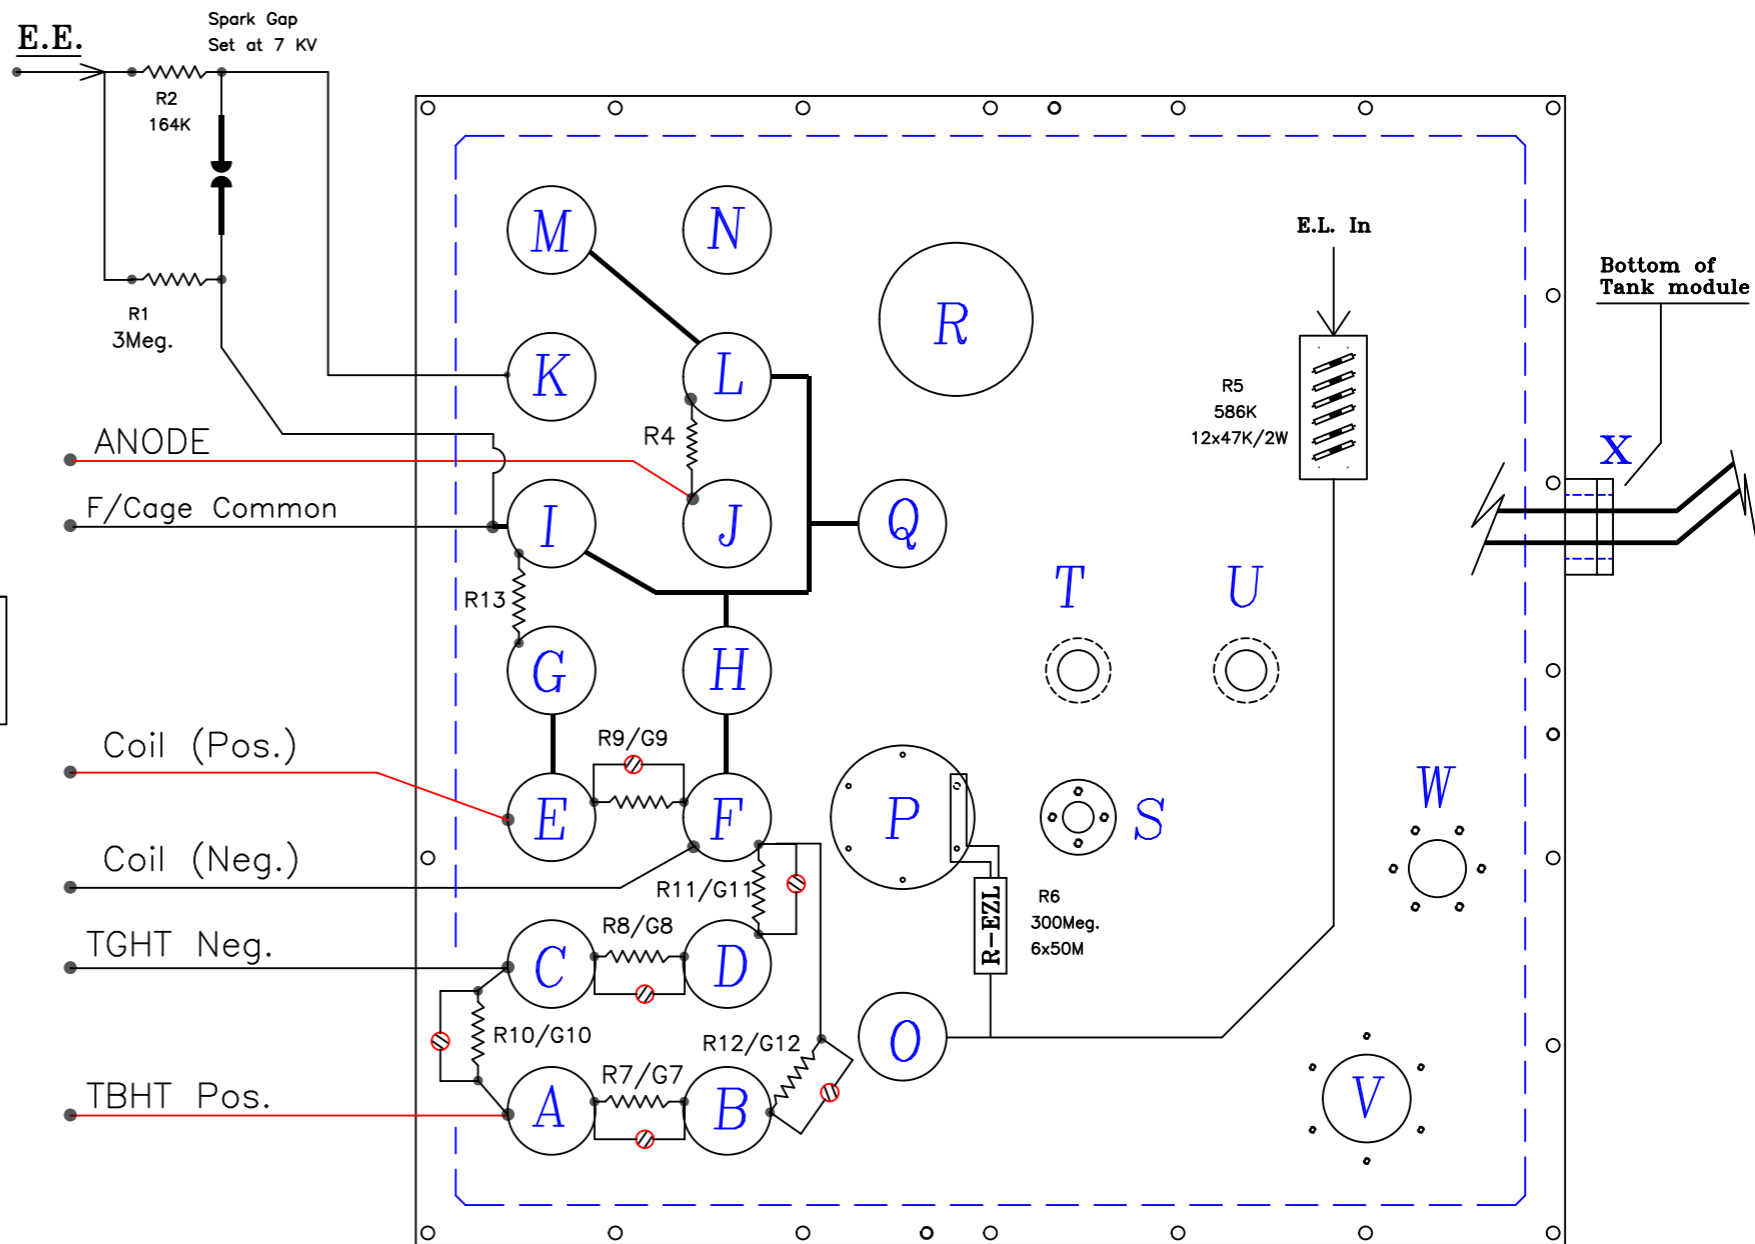 E.E.
Spark Gap
Set at 7 KV
R2
164K
R1
3Meg.
M
N
R
E.L. In
Bottom of
Tank module
K
L
R5
586K
12x47K/2W
X
ANODE
R4
F/Cage Common
I
J
Q
R13
T
U
G
H
Coil (Pos.)
R9/G9
E
F
P
S
W
Coil (Neg.)
R11/G11
R-EZL
R6
300Meg.
6x50M
TGHT Neg.
R8/G8
C
D
R10/G10
R12/G12
O
TBHT Pos.
R7/G7
A
B
V